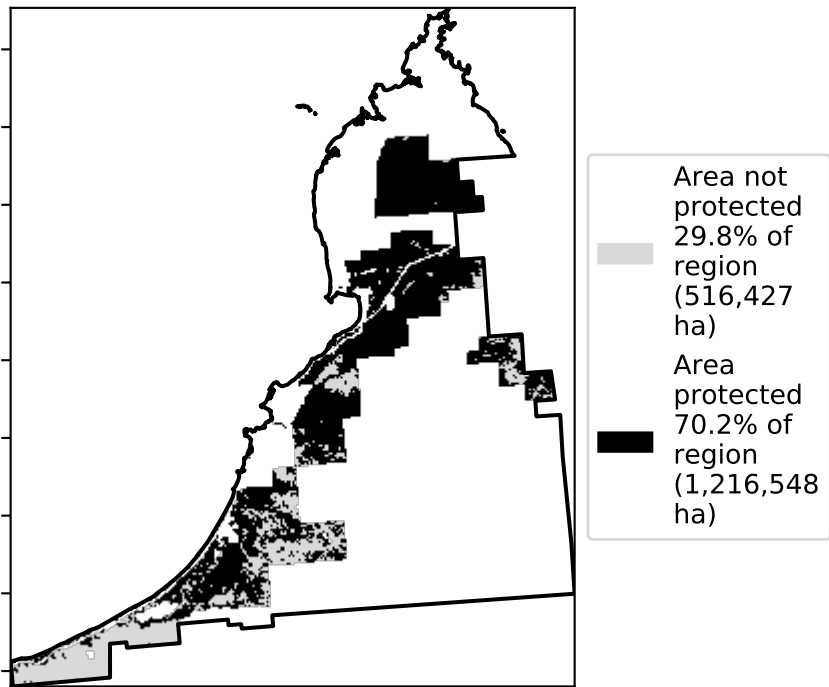 Area not
protected
29.8% of
region
(516,427
ha)
Area
protected
70.2% of
region
(1,216,548
ha)